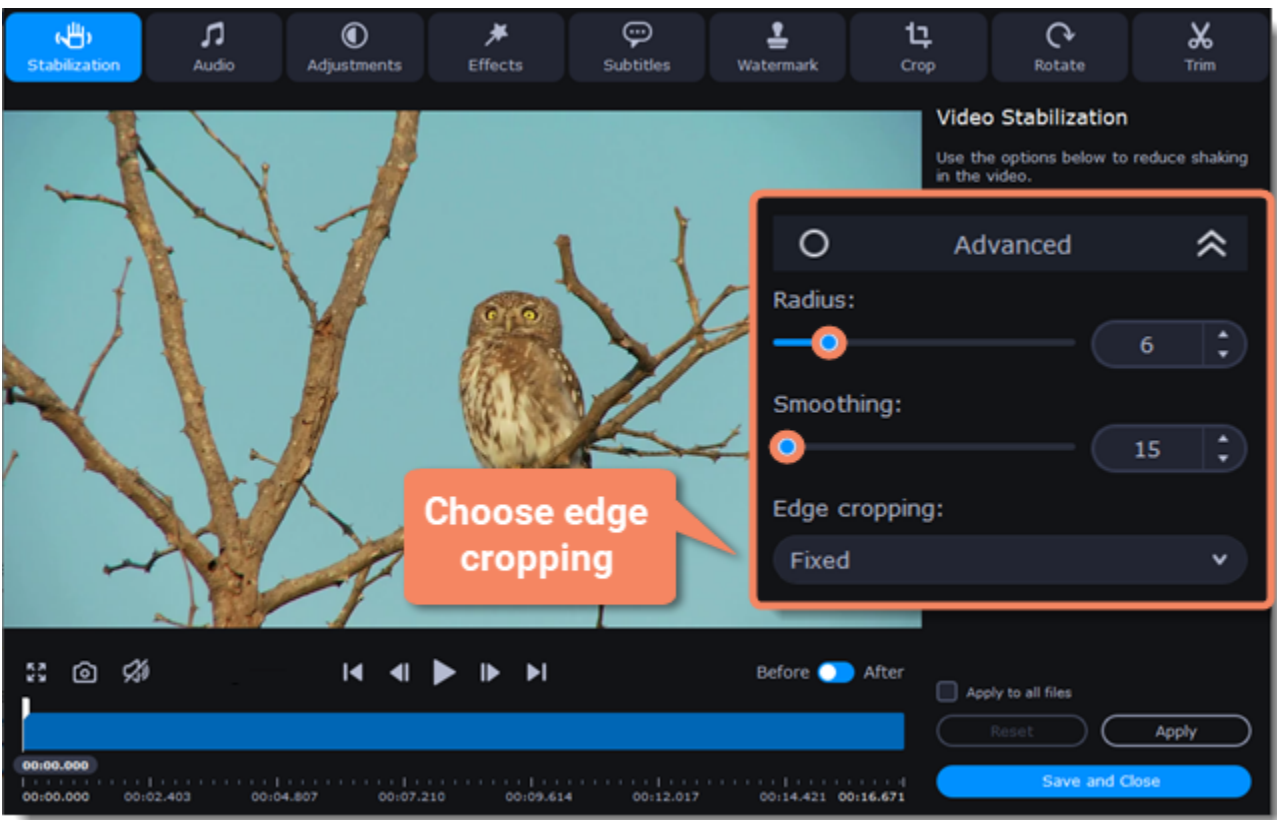 Stabilization
Audio
Adjustments
Effects
Subtitles
Watermark
Crop
Rotate
Trim
Video Stabilization
Use the options below to reduce shaking
in the video.
Advanced
Radius:
6
Smoothing:
15
Edge cropping:
Fixed
Choose edge
cropping
Before
After
Apply to all files
Reset
Apply
Save and Close
00:00.000
00:00.000
00:02.403
00:04.807
00:07.210
00:09.614
00:12.017
00:14.421
00:16.671